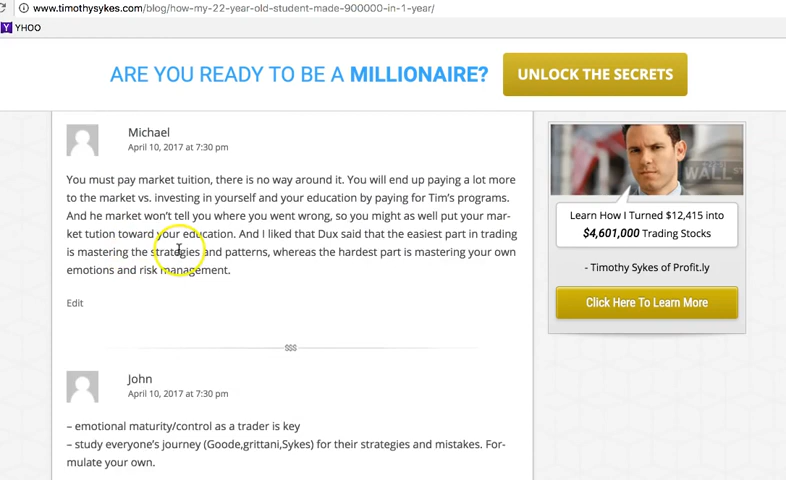 www.timothysykes.com/blog/how-my-22-year-old-student-made-900000-in-1-year/
YHOO
ARE YOU READY TO BE A MILLIONAIRE?
UNLOCK THE SECRETS
Michael
April 10, 2017 at 7:30 pm
You must pay market tuition, there is no way around it. You will end up paying a lot more
to the market vs. investing in yourself and your education by paying for Tim's programs.
And he market won't tell you where you went wrong, so you might as well put your mar-
ket tution toward your education. And I liked that Dux said that the easiest part in trading
is mastering the strategies and patterns, whereas the hardest part is mastering your own
emotions and risk management.
Edit
$$$
John
April 10, 2017 at 7:30 pm
– emotional maturity/control as a trader is key
– study everyone's journey (Goode,grittani,Sykes) for their strategies and mistakes. For-
mulate your own.
WALL ST
Learn How I Turned $12,415 into
$4,601,000 Trading Stocks
- Timothy Sykes of Profit.ly
Click Here To Learn More